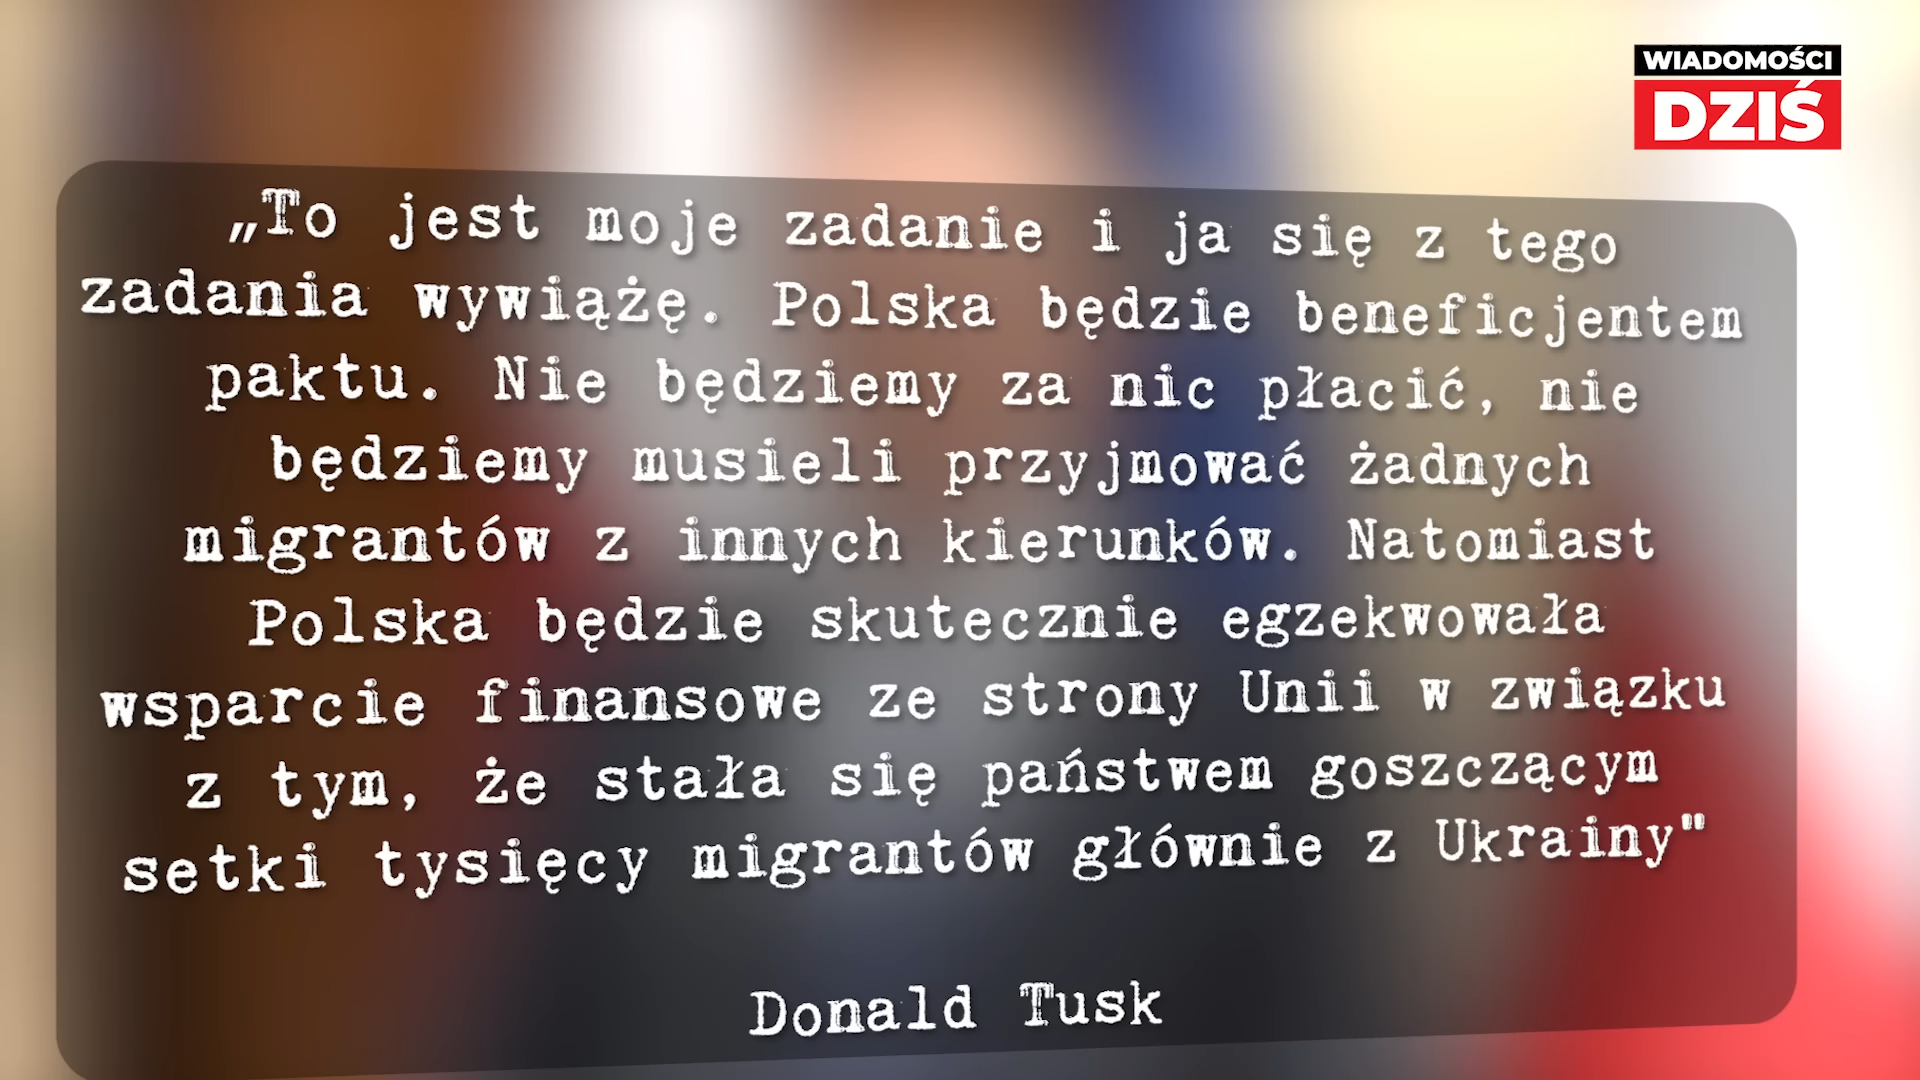 WIADOMOŚCI
DZIŚ
„To jest moje zadanie i ja się z tego
zadania wywiążę. Polska będzie beneficjentem
paktu. Nie będziemy za nic płacić, nie
będziemy musieli przyjmować żadnych
migrantów z innych kierunków. Natomiast
Polska będzie skutecznie egzekwowała
wsparcie finansowe ze strony Unii w związku
z tym, że stała się państwem goszczącym
setki tysięcy migrantów głównie z Ukrainy"
Donald Tusk